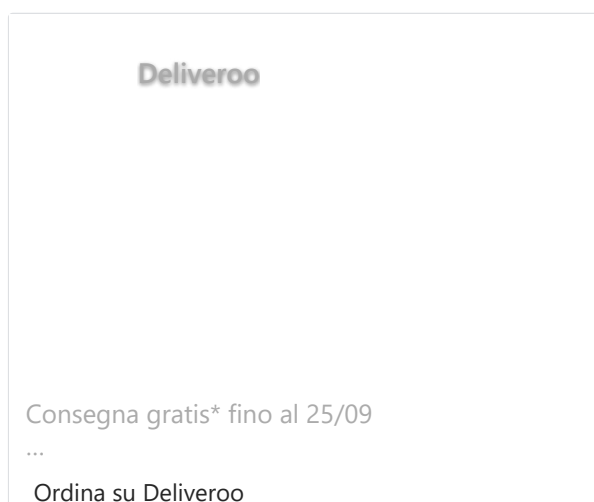 Deliveroo
Consegna gratis* fino al 25/09
...
Ordina su Deliveroo